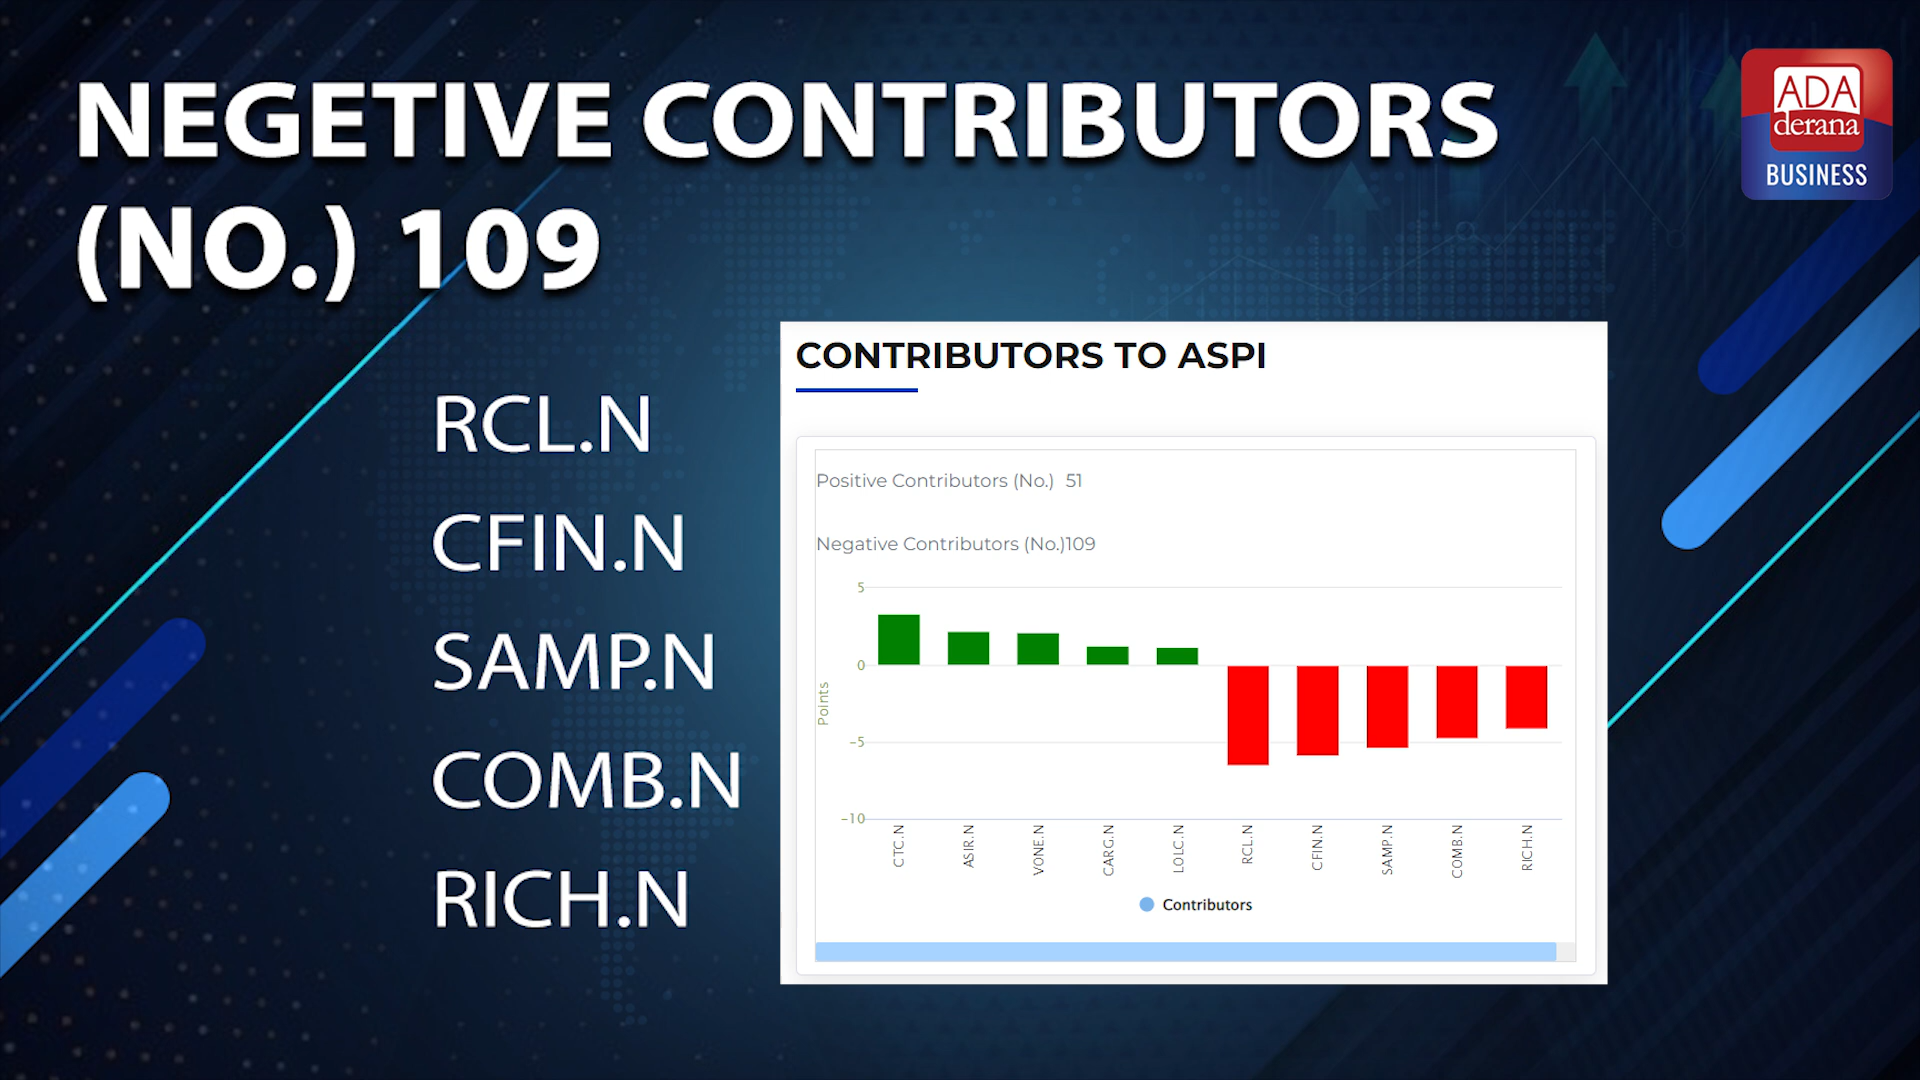 NEGETIVE CONTRIBUTORS
(NO.) 109
ADA
derana
BUSINESS
RCL.N
CFIN.N
SAMP.N
COMB.N
RICH.N
CONTRIBUTORS TO ASPI
Positive Contributors (No.) 51
Negative Contributors (No.)109
5
0
-5
-10
Points
CTC.N
ASIR.N
VONE.N
CARG.N
LOLC.N
RCL.N
CFIN.N
SAMP.N
COMB.N
RICH.N
Contributors